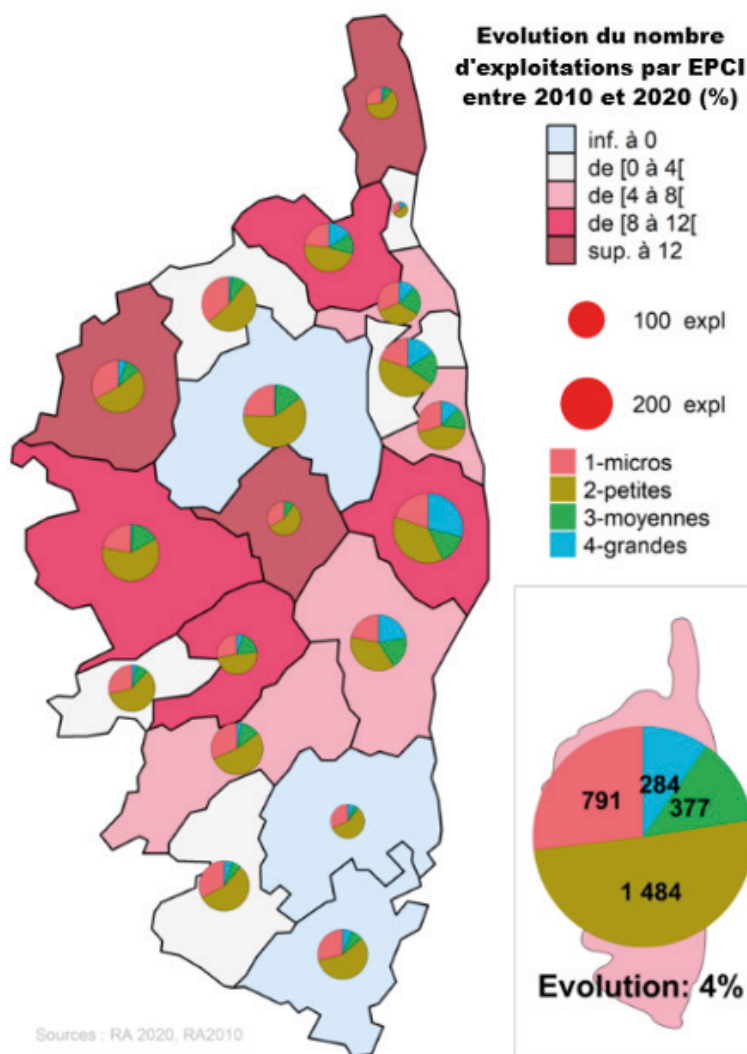 Evolution du nombre
d'exploitations par EPCI
entre 2010 et 2020 (%)
inf. à 0
de [0 à 4[
de [4 à 8[
de [8 à 12[
sup. à 12
100 expl
200 expl
1-micros
2-petites
3-moyennes
4-grandes
284
791
377
1 484
Evolution: 4%
Sources : RA 2020, RA2010